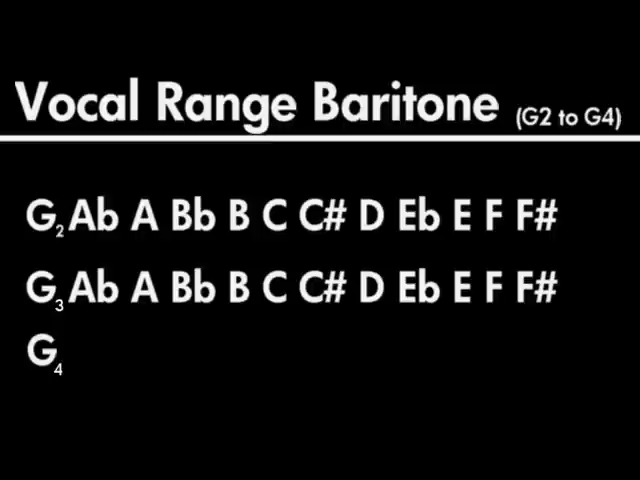 Vocal Range Baritone (G2 to G4)
G2 Ab A Bb B C C# D Eb E F F#
G3 Ab A Bb B C C# D Eb E F F#
G4